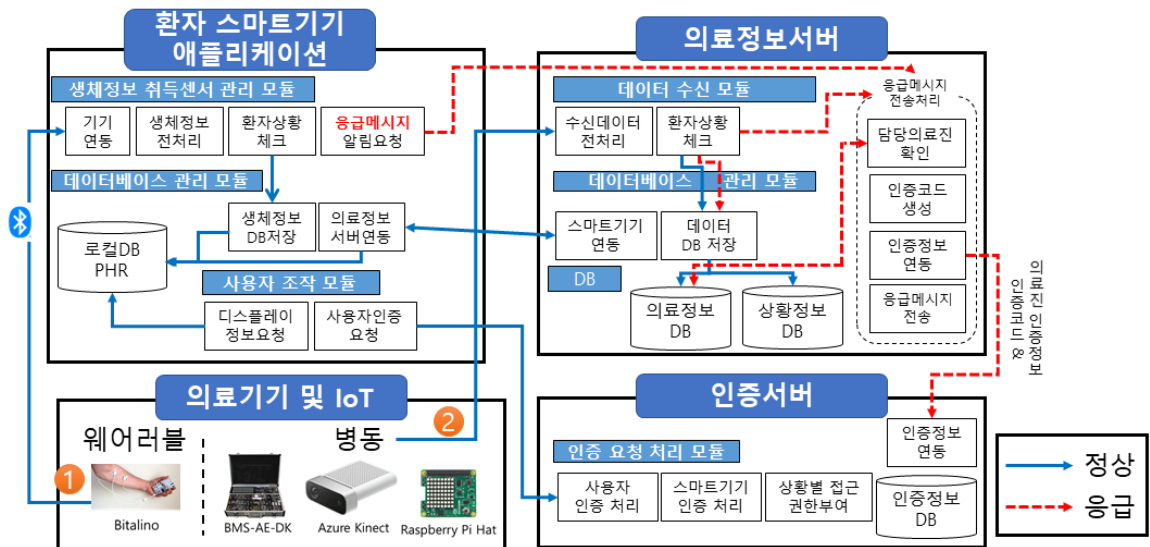 환자 스마트기기
애플리케이션
생체정보 취득센서 관리 모듈
기기
연동
생체정보
전처리
환자상황
체크
응급메시지
알림요청
데이터베이스 관리 모듈
로컬DB
PHR
생체정보
DB저장
의료정보
서버연동
사용자 조작 모듈
디스플레이
정보요청
사용자인증
요청
의료정보서버
데이터 수신 모듈
수신데이터
전처리
환자상황
체크
데이터베이스 관리 모듈
스마트기기
연동
데이터
DB 저장
DB
의료정보
DB
상황정보
DB
응급메시지
전송처리
담당의료진
확인
인증코드
생성
인증정보
연동
응급메시지
전송
의료진 인증정보
인증코드 &
의료기기 및 IoT
웨어러블
병동
1
2
Bitalino
BMS-AE-DK
Azure Kinect
Raspberry Pi Hat
인증서버
인증 요청 처리 모듈
사용자
인증 처리
스마트기기
인증 처리
상황별 접근
권한부여
인증정보
연동
인증정보
DB
정상
응급